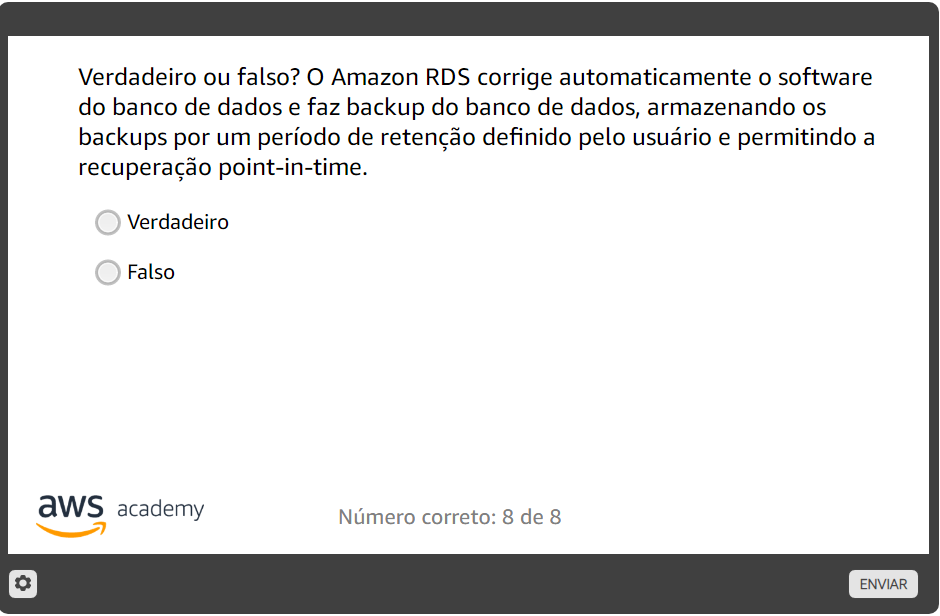 Verdadeiro ou falso? O Amazon RDS corrige automaticamente o software
do banco de dados e faz backup do banco de dados, armazenando os
backups por um período de retenção definido pelo usuário e permitindo a
recuperação point-in-time.
Verdadeiro
Falso
aws academy
Número correto: 8 de 8
ENVIAR